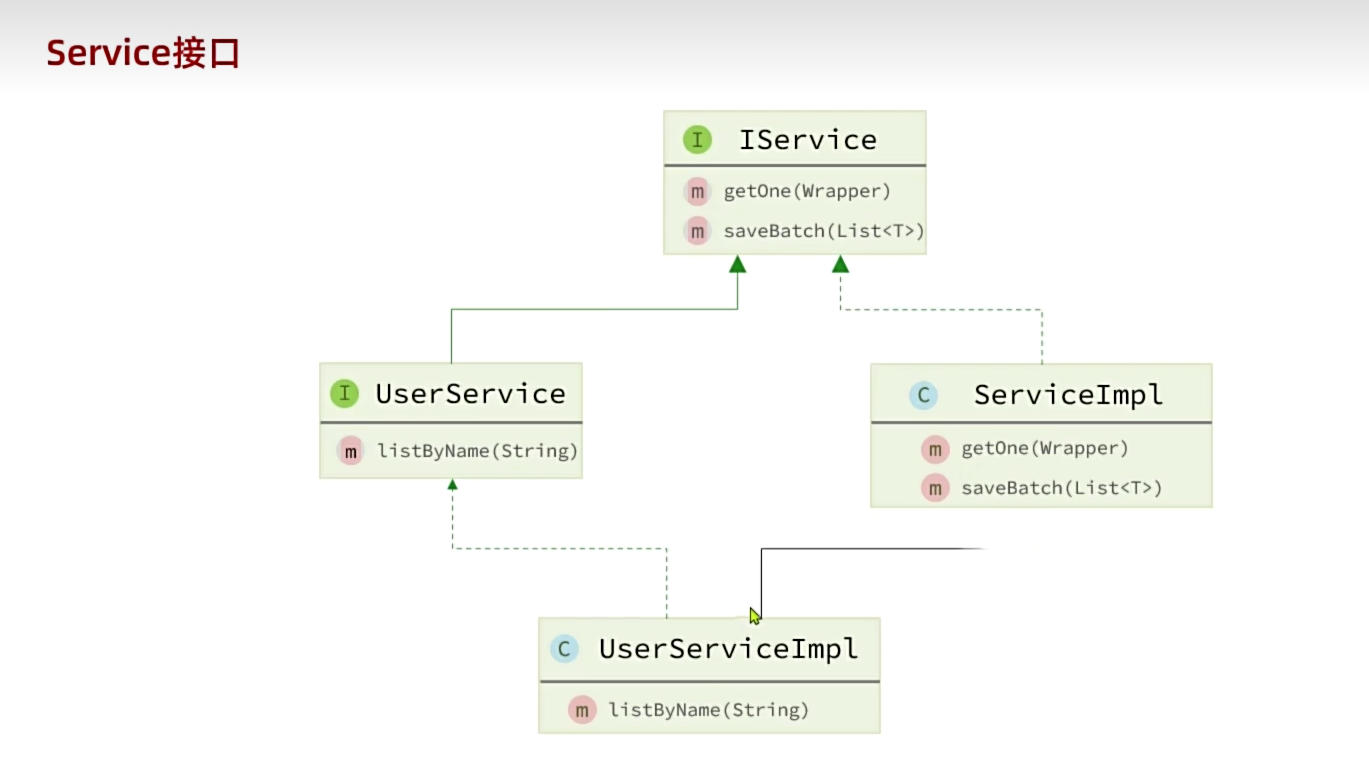 Service接口
I IService
m getOne(Wrapper)
m saveBatch(List<T>)
I UserService
m listByName(String)
C ServiceImpl
m getOne(Wrapper)
m saveBatch(List<T>)
C UserServiceImpl
m listByName(String)